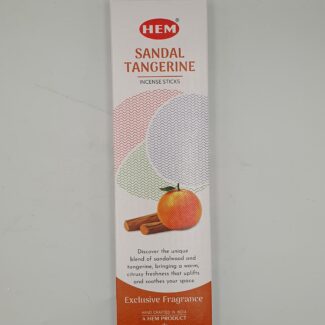 HEM
SANDAL
TANGERINE
INCENSE STICKS
Discover the unique
blend of sandalwood and
tangerine, bringing a warm,
citrusy freshness that uplifts
and soothes your space
Exclusive Fragrance
HAND CRAFTED IN INDIA
A HEM PRODUCT